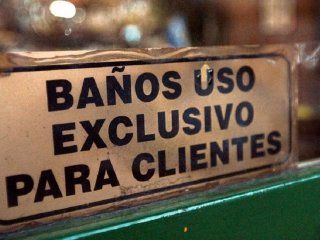 BAÑOS USO
EXCLUSIVO
PARA CLIENTES